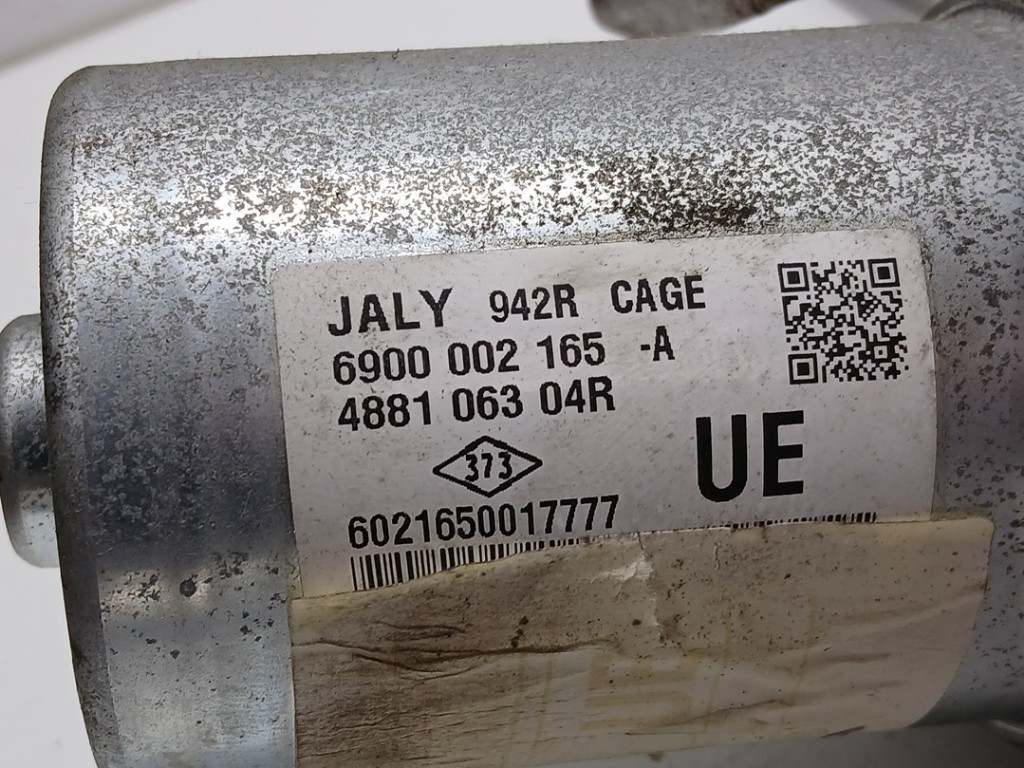 JALY 942R CAGE
6900 002 165 -A
4881 063 04R
373
UE
6021650017777